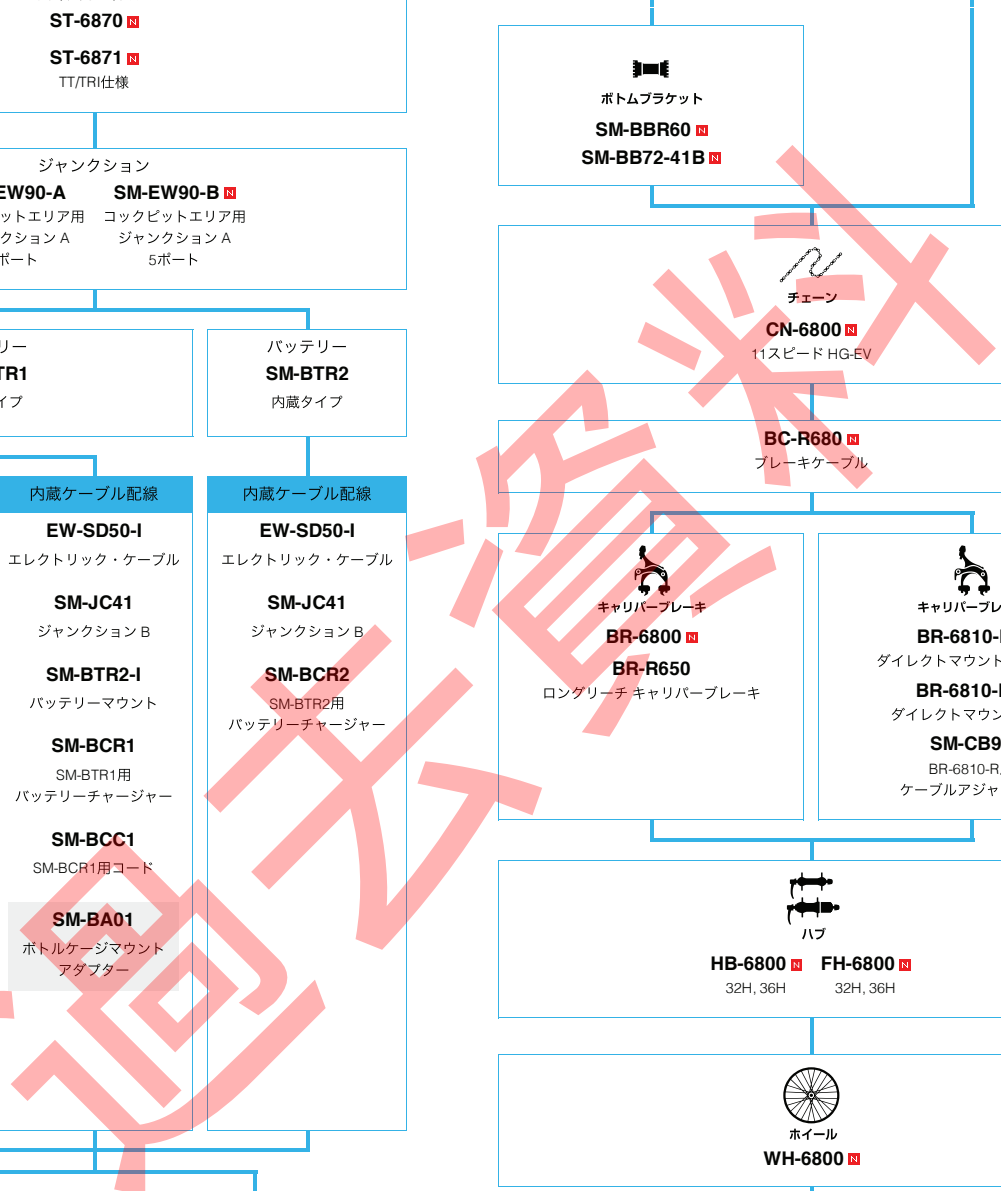 ST-6870 N
ST-6871 N
TT/TRI仕様
ジャンクション
EW90-A
ットエリア用
クション A
ポート
SM-EW90-B N
コックピットエリア用
ジャンクション A
5ポート
リー
TR1
イプ
バッテリー
SM-BTR2
内蔵タイプ
内蔵ケーブル配線
EW-SD50-I
エレクトリック・ケーブル
SM-JC41
ジャンクション B
SM-BTR2-I
バッテリーマウント
SM-BCR1
SM-BTR1用
バッテリーチャージャー
SM-BCC1
SM-BCR1用コード
SM-BA01
ボトルケージマウント
アダプター
内蔵ケーブル配線
EW-SD50-I
エレクトリック・ケーブル
SM-JC41
ジャンクション B
SM-BCR2
SM-BTR2用
バッテリーチャージャー
ボトムブラケット
SM-BBR60 N
SM-BB72-41B N
チェーン
CN-6800 N
11スピード HG-EV
BC-R680 N
ブレーキケーブル
キャリパーブレーキ
BR-6800 N
BR-R650
ロングリーチ キャリパーブレーキ
キャリパーブレ
BR-6810-
ダイレクトマウント
BR-6810-
ダイレクトマウン
SM-CB9
BR-6810-R
ケーブルアジャ
ハブ
HB-6800 N
32H, 36H
FH-6800 N
32H, 36H
ホイール
WH-6800 N
過去資料